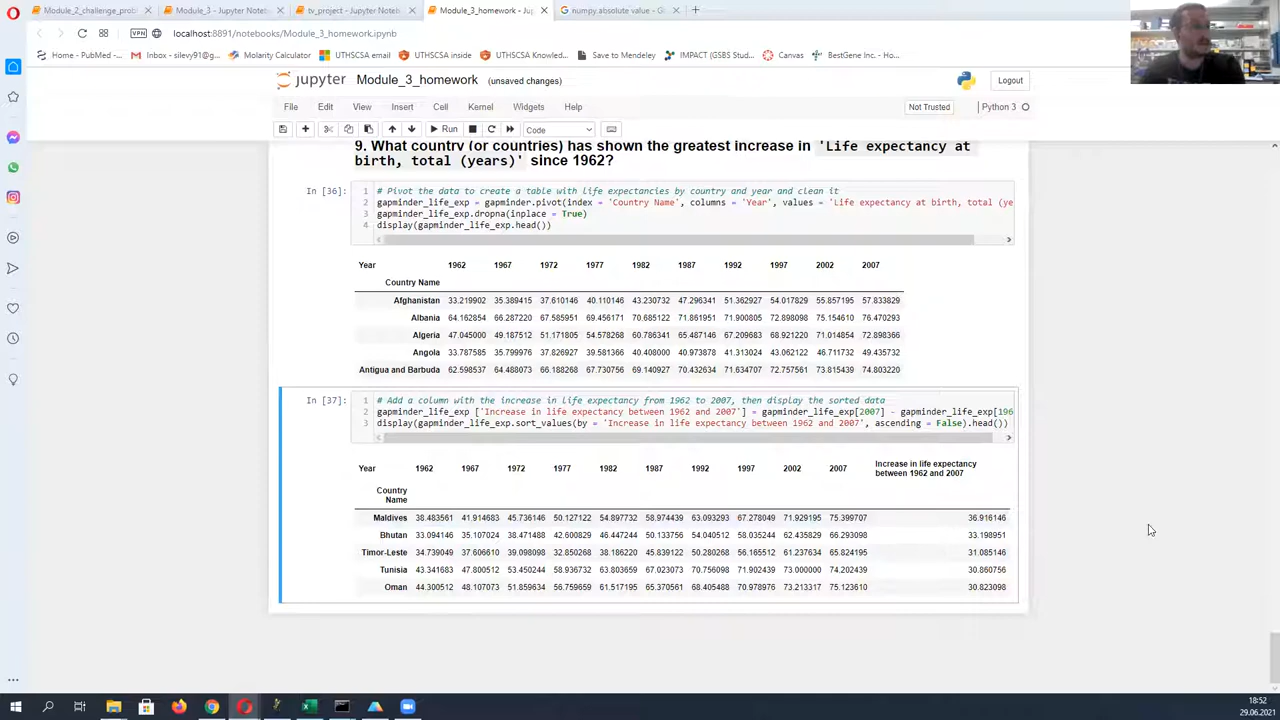 Module_2_challenge_prob
Module_3 - Jupyter Noteb
tv_project - Jupyter Noteb
Module_3_homework - Jup
numpy.absolute value - G
VPN
localhost:8891/notebooks/Module_3_homework.ipynb
Home - PubMed -...
Inbox - silevy91@gm...
Molarity Calculator
UTHSCSA email
UTHSCSA Inside
UTHSCSA Knowled...
Save to Mendeley
IMPACT (GSBS Stud...
Canvas
BestGene Inc. - Ho...
jupyter
Module_3_homework
(unsaved changes)
Logout
File
Edit
View
Insert
Cell
Kernel
Widgets
Help
Not Trusted
Python 3
Run
Code
9. What country (or countries) has shown the greatest increase in 'Life expectancy at
birth, total (years)' since 1962?
In [36]:
1 # Pivot the data to create a table with life expectancies by country and year and clean it
2 gapminder_life_exp = gapminder.pivot(index = 'Country Name', columns = 'Year', values = 'Life expectancy at birth, total (ye
3 gapminder_life_exp.dropna(inplace = True)
4 display(gapminder_life_exp.head())
Year 1962 1967 1972 1977 1982 1987 1992 1997 2002 2007
Country Name
Afghanistan 33.219902 35.389415 37.610146 40.110146 43.230732 47.296341 51.362927 54.017829 55.857195 57.833829
Albania 64.162854 66.287220 67.585951 69.456171 70.685122 71.861951 71.900805 72.898098 75.154610 76.470293
Algeria 47.045000 49.187512 51.171805 54.578268 60.786341 65.487146 67.209683 68.921220 71.014854 72.898366
Angola 33.787585 35.799976 37.826927 39.581366 40.408000 40.973878 41.313024 43.062122 46.711732 49.435732
Antigua and Barbuda 62.598537 64.488073 66.188268 67.730756 69.140927 70.432634 71.634707 72.757561 73.815439 74.803220
In [37]:
1 # Add a column with the increase in life expectancy from 1962 to 2007, then display the sorted data
2 gapminder_life_exp ['Increase in life expectancy between 1962 and 2007'] = gapminder_life_exp[2007] - gapminder_life_exp[196
3 display(gapminder_life_exp.sort_values(by = 'Increase in life expectancy between 1962 and 2007', ascending = False).head())
Year 1962 1967 1972 1977 1982 1987 1992 1997 2002 2007 Increase in life expectancy
between 1962 and 2007
Country
Name
Maldives 38.483561 41.914683 45.736146 50.127122 54.897732 58.974439 63.093293 67.278049 71.929195 75.399707 36.916146
Bhutan 33.094146 35.107024 38.471488 42.600829 46.447244 50.133756 54.040512 58.035244 62.435829 66.293098 33.198951
Timor-Leste 34.739049 37.606610 39.098098 32.850268 38.186220 45.839122 50.280268 56.165512 61.237634 65.824195 31.085146
Tunisia 43.341683 47.800512 53.450244 58.936732 63.803659 67.023073 70.756098 71.902439 73.000000 74.202439 30.860756
Oman 44.300512 48.107073 51.859634 56.759659 61.517195 65.370561 68.405488 70.978976 73.213317 75.123610 30.823098
18:52
29.06.2021